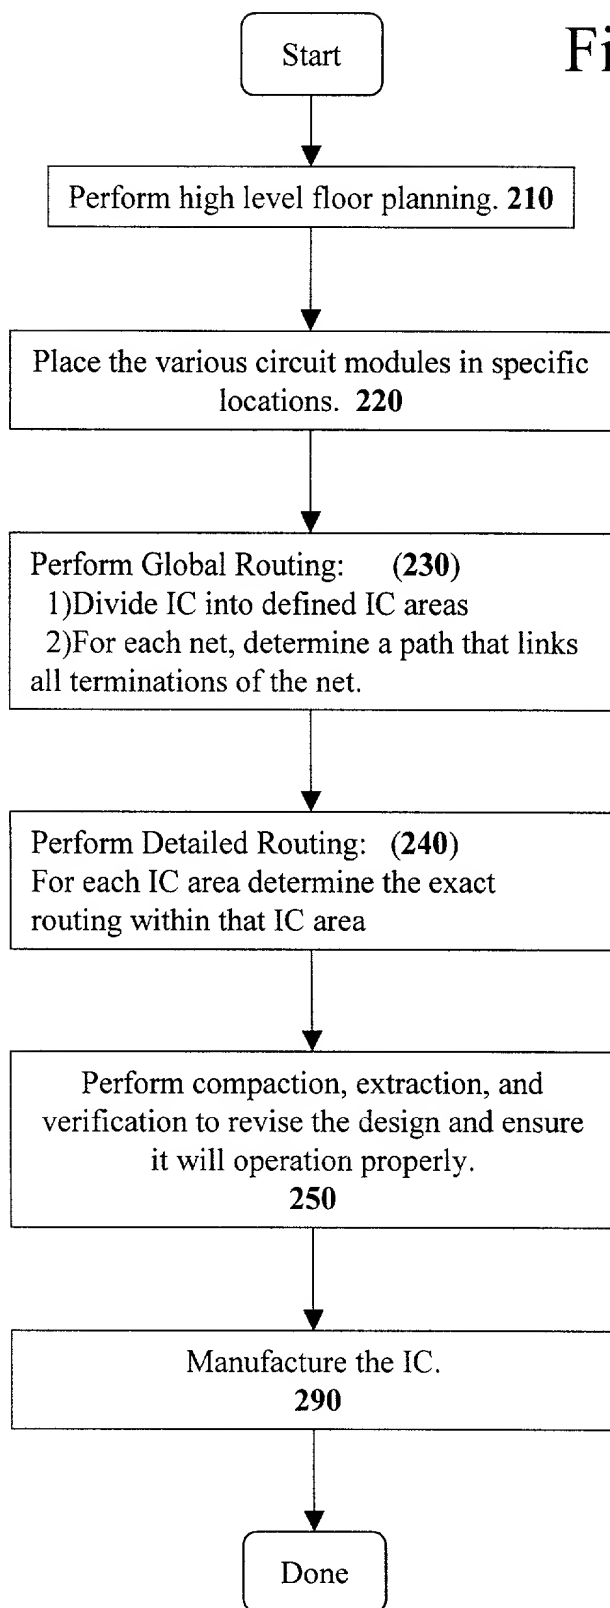 Start
Fi
Perform high level floor planning. 210
Place the various circuit modules in specific
locations. 220
Perform Global Routing: (230)
1)Divide IC into defined IC areas
2)For each net, determine a path that links
all terminations of the net.
Perform Detailed Routing: (240)
For each IC area determine the exact
routing within that IC area
Perform compaction, extraction, and
verification to revise the design and ensure
it will operation properly.
250
Manufacture the IC.
290
Done